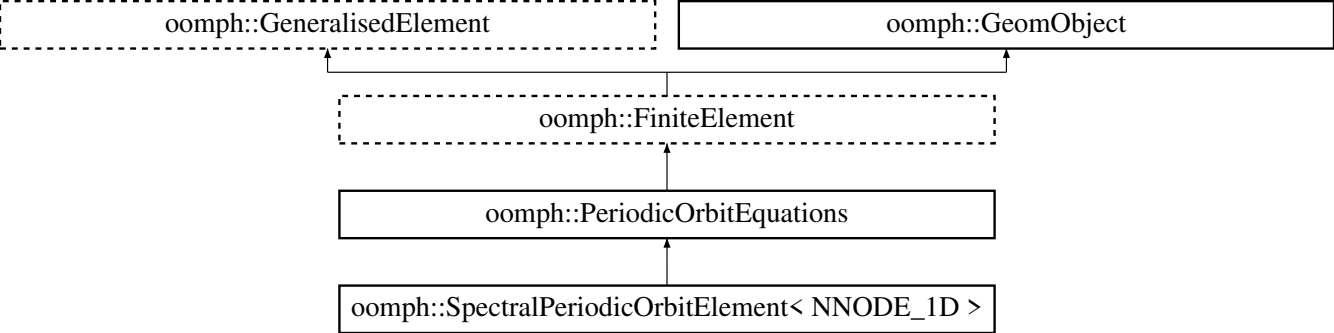 oomph::GeneralisedElement
oomph::GeomObject
oomph::FiniteElement
oomph::PeriodicOrbitEquations
oomph::SpectralPeriodicOrbitElement< NNODE_1D >